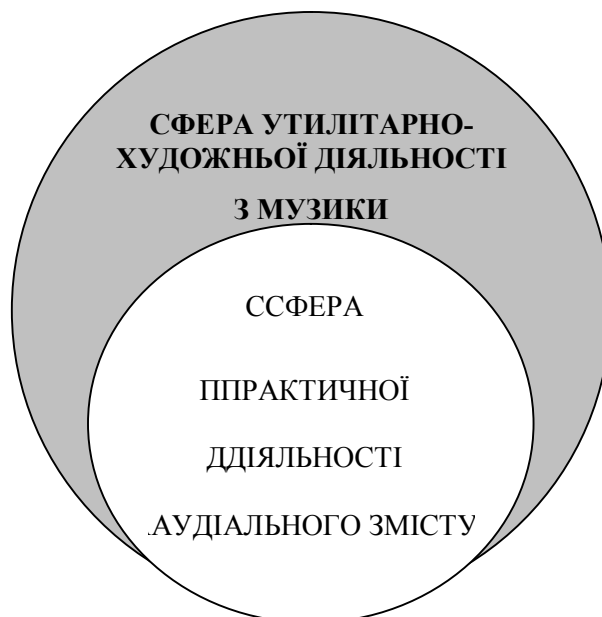 СФЕРА УТИЛІТАРНО-
ХУДОЖНЬОЇ ДІЯЛЬНОСТІ
З МУЗИКИ
ССФЕРА
ППРАКТИЧНОЇ
ДДІЯЛЬНОСТІ
АУДІАЛЬНОГО ЗМІСТУ